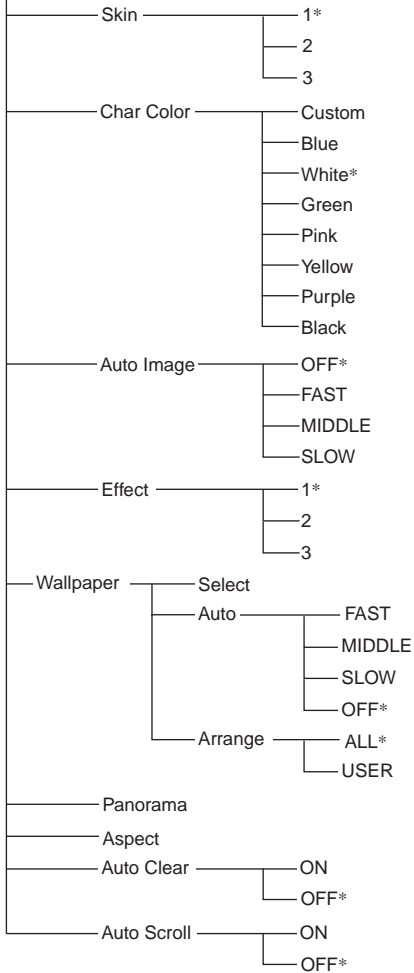 Skin 1*
2
3
Char Color Custom
Blue
White*
Green
Pink
Yellow
Purple
Black
Auto Image OFF*
FAST
MIDDLE
SLOW
Effect 1*
2
3
Wallpaper Select
Auto FAST
MIDDLE
SLOW
OFF*
Arrange ALL*
USER
Panorama
Aspect
Auto Clear ON
OFF*
Auto Scroll ON
OFF*